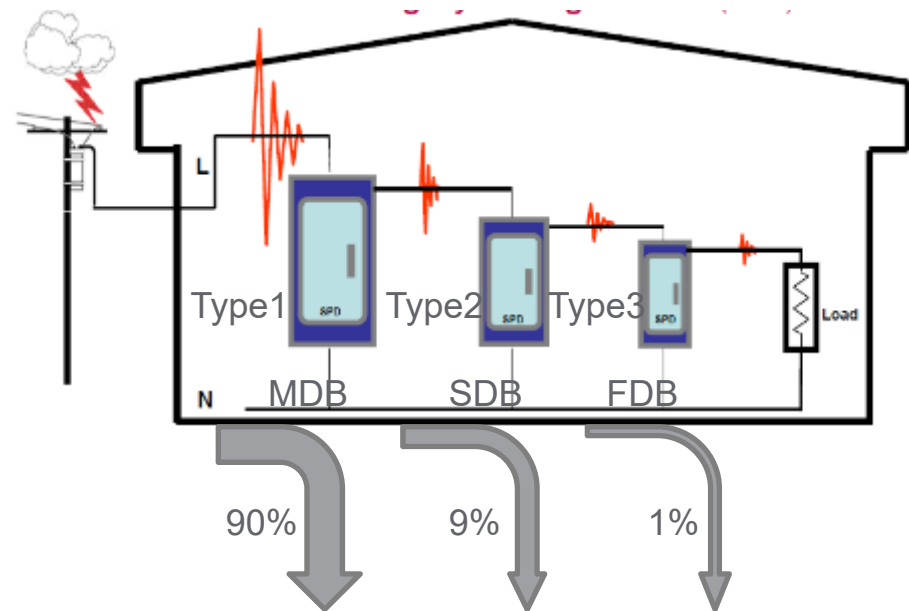 L
Type1
SPD
Type2
SPD
Type3
SPD
Load
N
MDB
SDB
FDB
90%
9%
1%